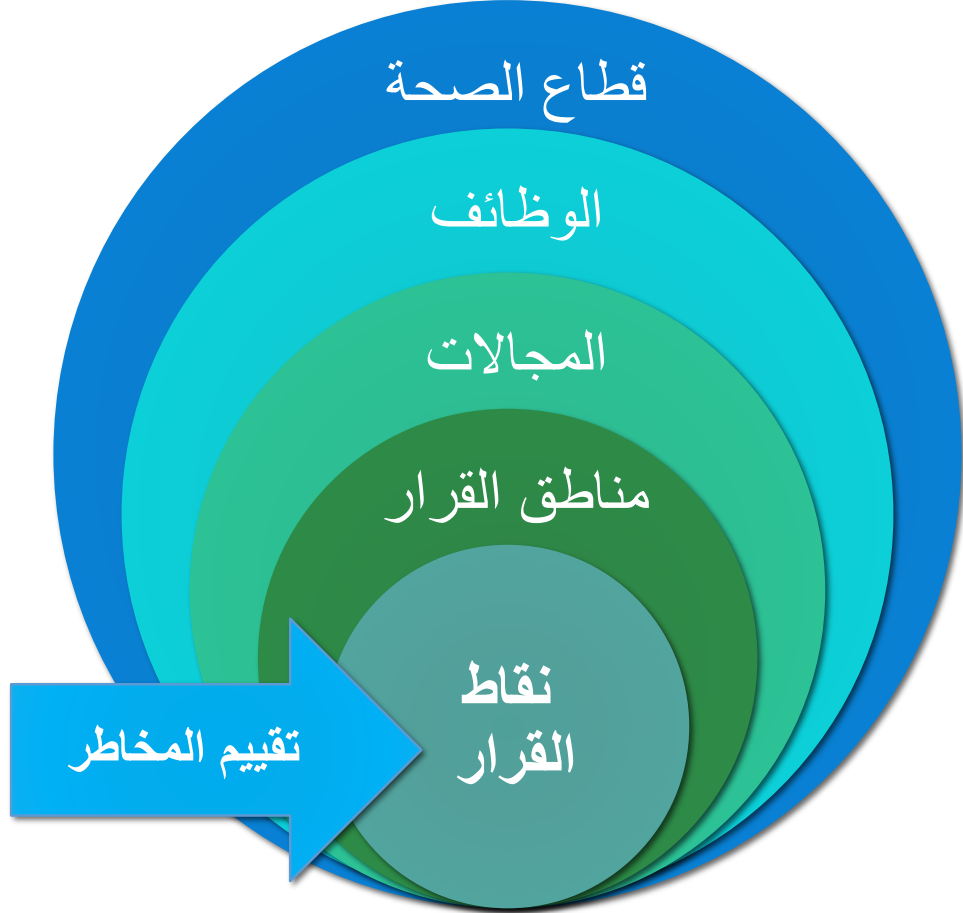 قطاع الصحة
الوظائف
المجالات
مناطق القرار
نقاط
القرار
تقييم المخاطر